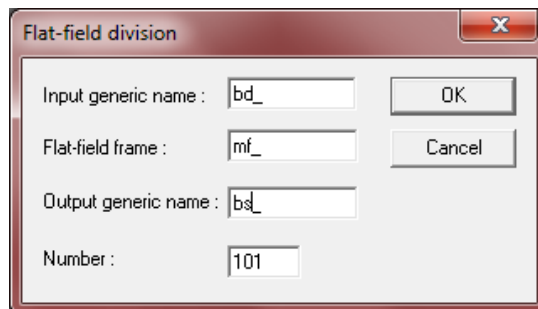 Flat-field division
Input generic name : bd_ OK
Flat-field frame : mf_ Cancel
Output generic name : bs_
Number : 101